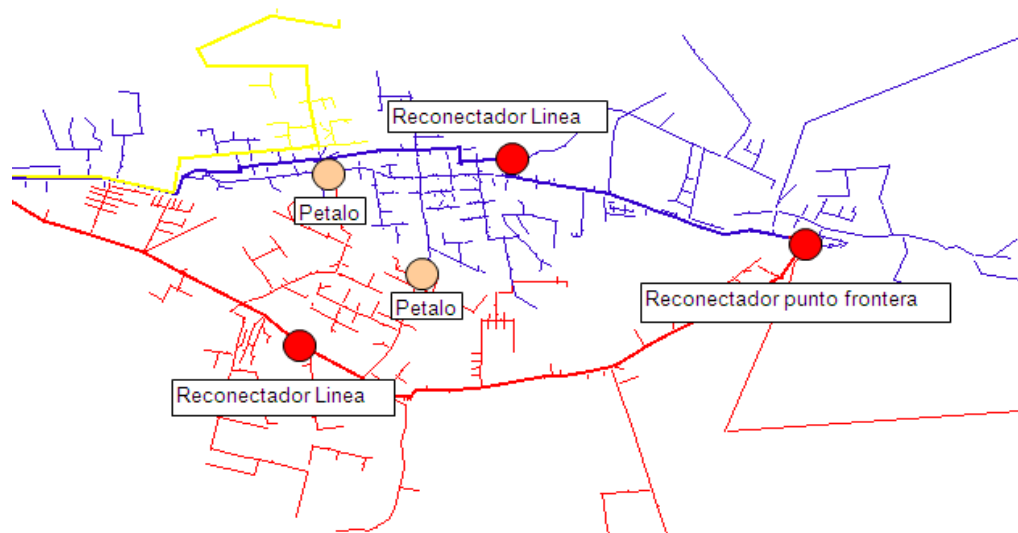 Reconectador Linea
Petalo
Petalo
Reconectador punto frontera
Reconectador Linea